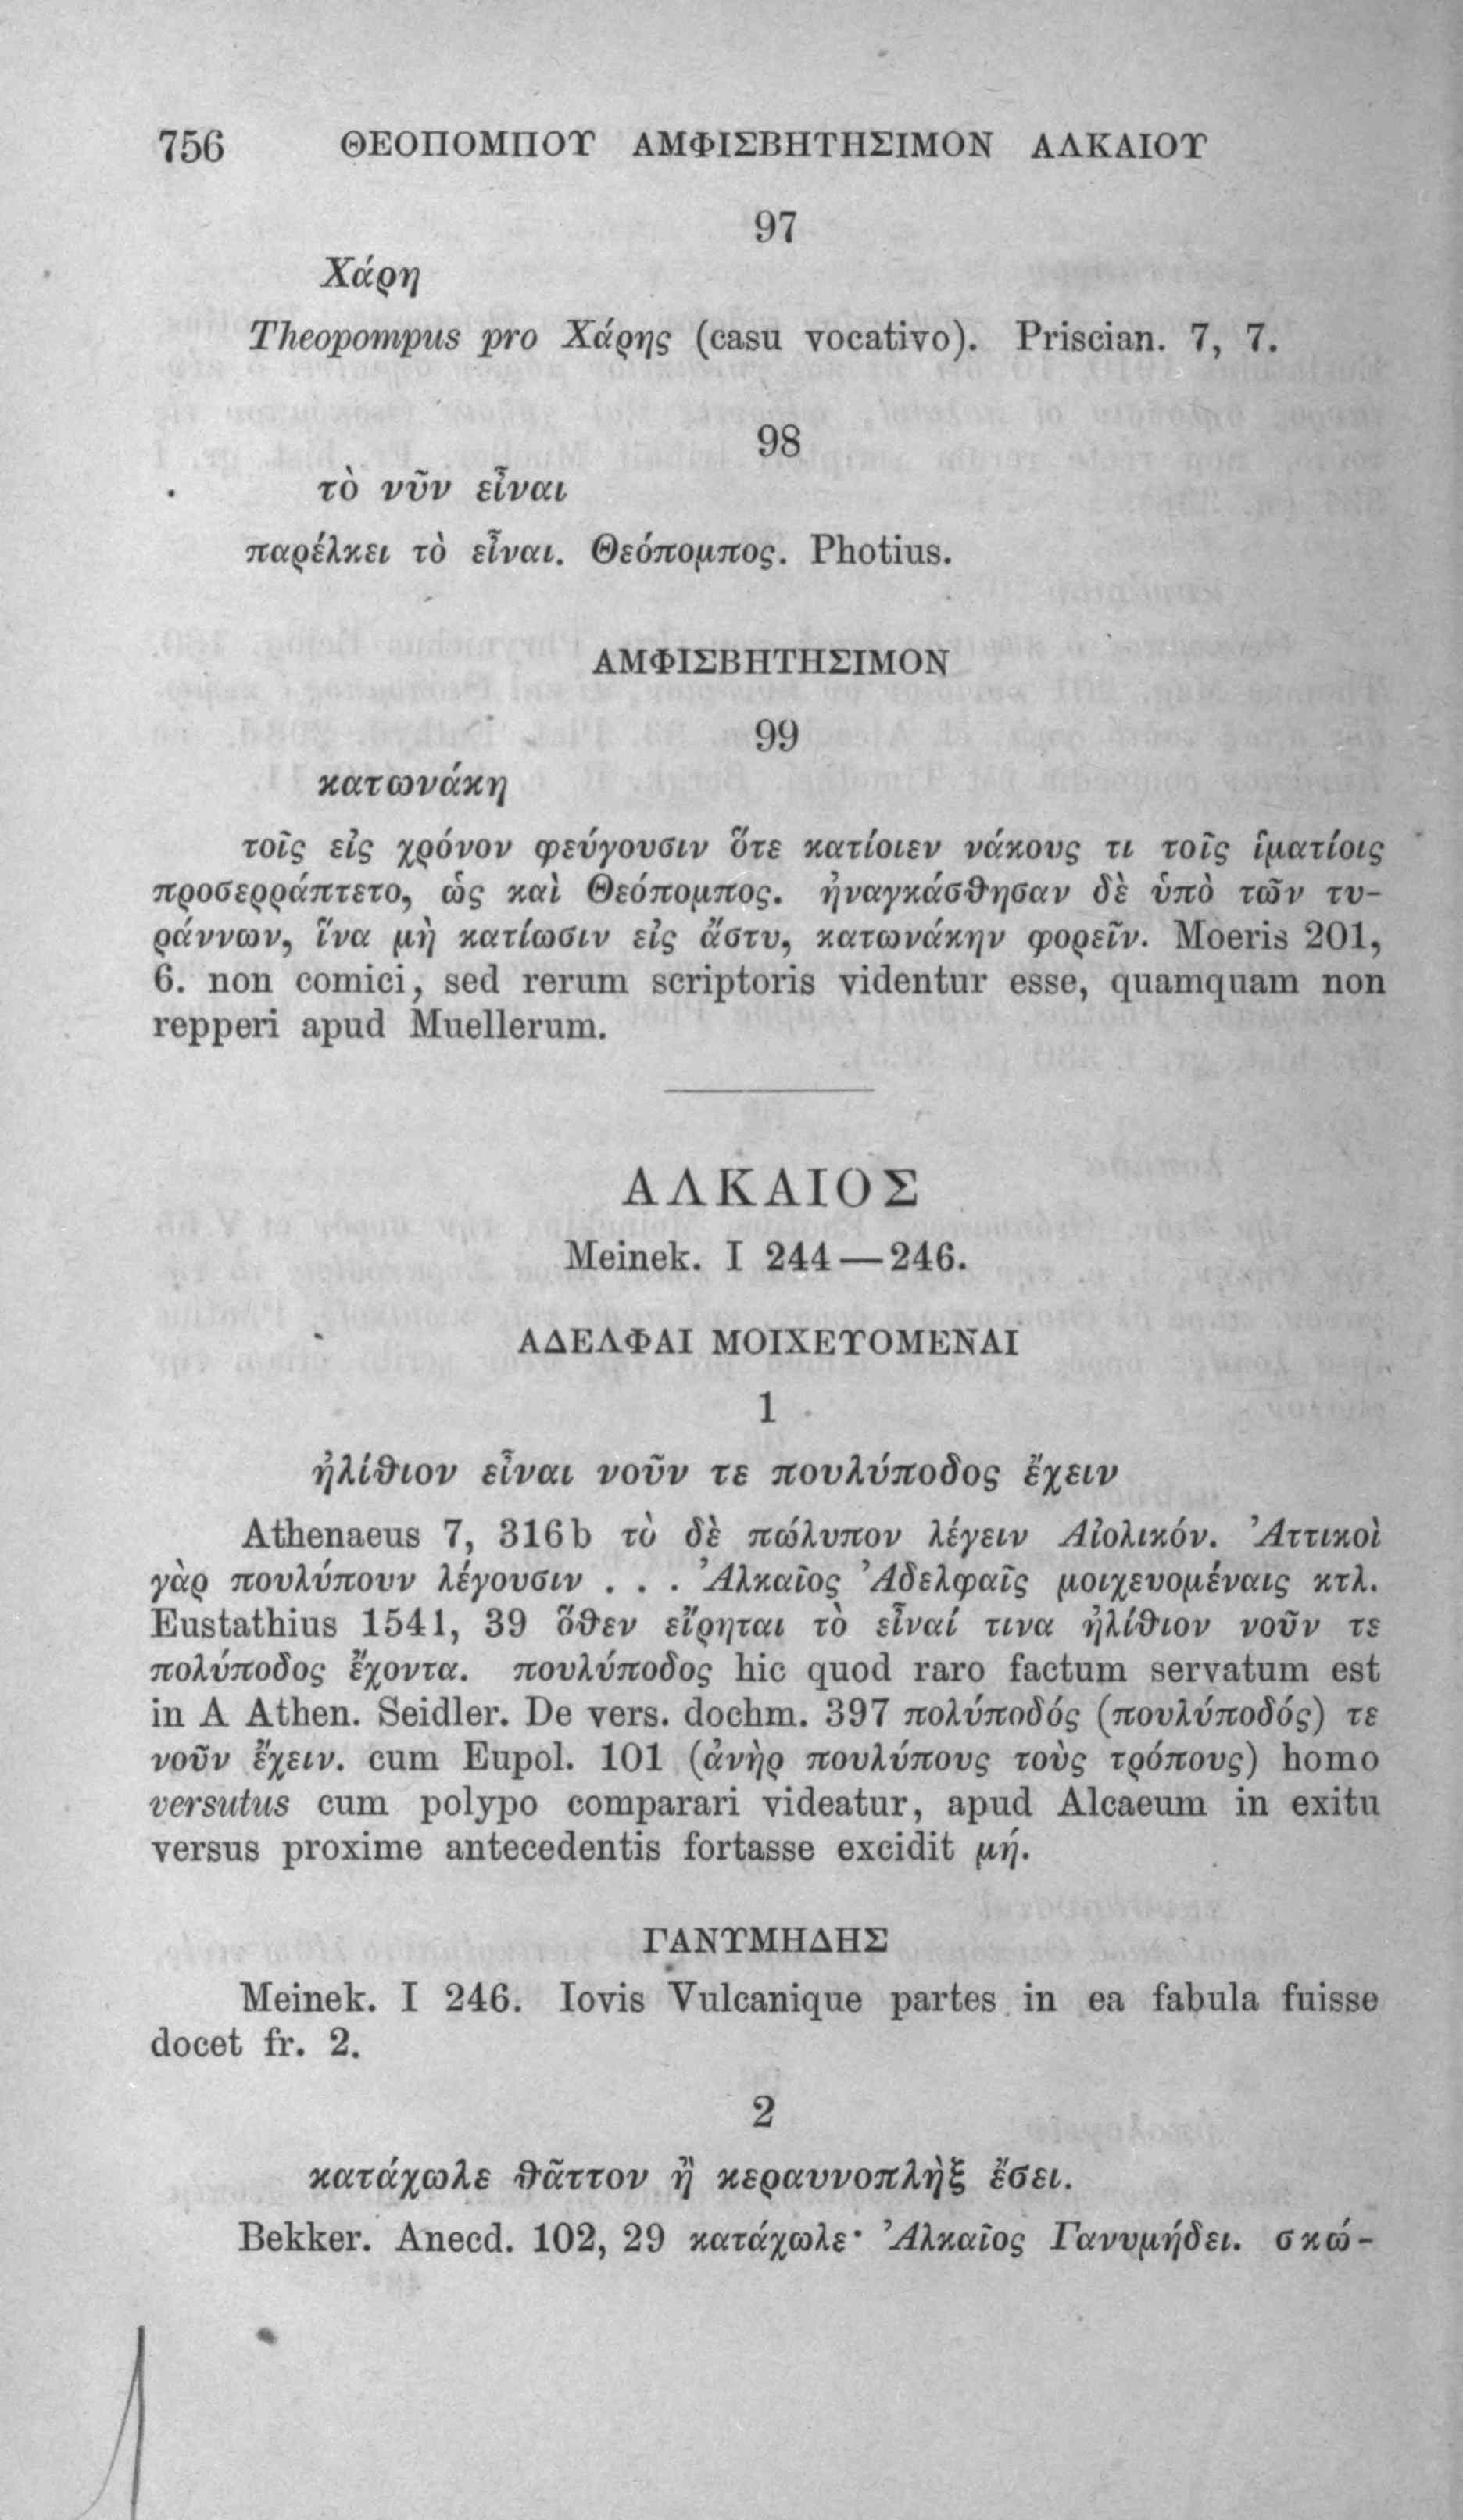 756 ΘΕΟΠΟΜΠΟΥ ΑΜΦΙΣΒΗΤΗΣΙΜΟΝ ΑΛΚΑΙΟΥ
97
Χάρη
Theopompus pro Χάρης (casu vocativo). Priscian. 7, 7.
98
τὸ νῦν εἶναι
παρέλκει τὸ εἶναι. Θεόπομπος. Photius.
ΑΜΦΙΣΒΗΤΗΣΙΜΟΝ
99
κατωνάκη
τοῖς εἰς χρόνον φεύγουσιν ὅτε κατίοιεν νάκους τι τοῖς ἱματίοις
προσερράπτετο, ὡς καὶ Θεόπομπος. ἠναγκάσθησαν δὲ ὑπὸ τῶν τυ-
ράννων, ἵνα μὴ κατίωσιν εἰς ἄστυ, κατωνάκην φορεῖν. Moeris 201,
6. non comici, sed rerum scriptoris videntur esse, quamquam non
repperi apud Muellerum.
ΑΛΚΑΙΟΣ
Meinek. I 244—246.
ΑΔΕΛΦΑΙ ΜΟΙΧΕΥΟΜΕΝΑΙ
1
ἠλίθιον εἶναι νοῦν τε πουλύποδος ἔχειν
Athenaeus 7, 316b τὸ δὲ πώλυπον λέγειν Αἰολικόν. Ἀττικοὶ
γὰρ πουλύπουν λέγουσιν . . . Ἀλκαῖος Ἀδελφαῖς μοιχευομέναις κτλ.
Eustathius 1541, 39 ὅθεν εἴρηται τὸ εἶναί τινα ἠλίθιον νοῦν τε
πολύποδος ἔχοντα. πουλύποδος hic quod raro factum servatum est
in A Athen. Seidler. De vers. dochm. 397 πολύποδός (πουλύποδός) τε
νοῦν ἔχειν. cum Eupol. 101 (ἀνὴρ πουλύπους τοὺς τρόπους) homo
versutus cum polypo comparari videatur, apud Alcaeum in exitu
versus proxime antecedentis fortasse excidit μή.
ΓΑΝΥΜΗΔΗΣ
Meinek. I 246. Iovis Vulcanique partes in ea fabula fuisse
docet fr. 2.
2
κατάχωλε θᾶττον ἢ κεραυνοπλὴξ ἔσει.
Bekker. Anecd. 102, 29 κατάχωλε· Ἀλκαῖος Γανυμήδει. σκώ-